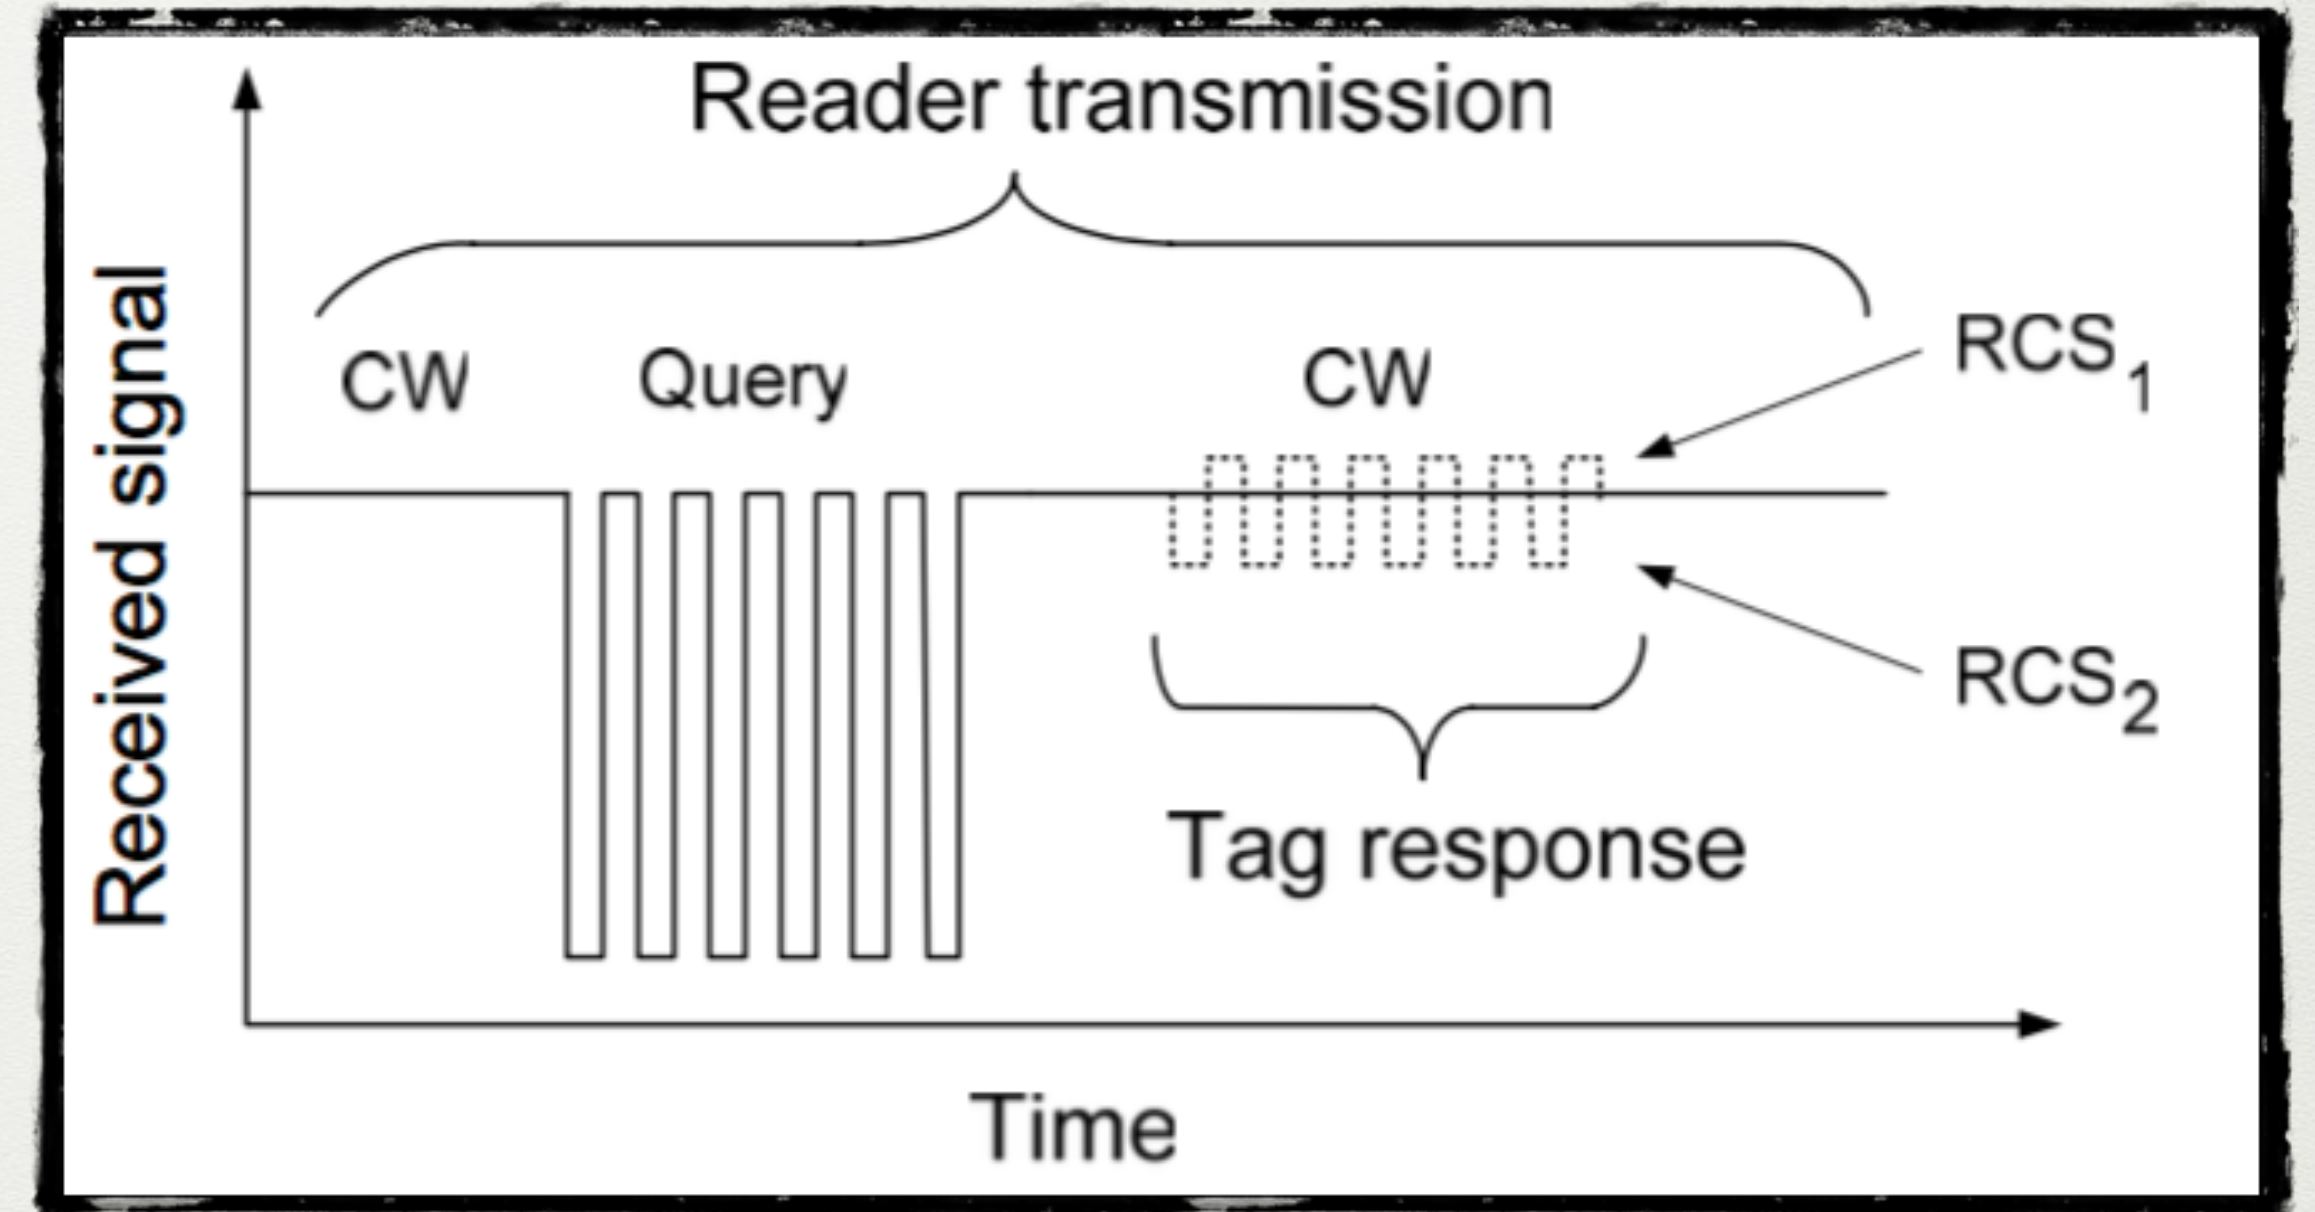 Reader transmission
Received signal
CW
Query
CW
RCS1
RCS2
Tag response
Time